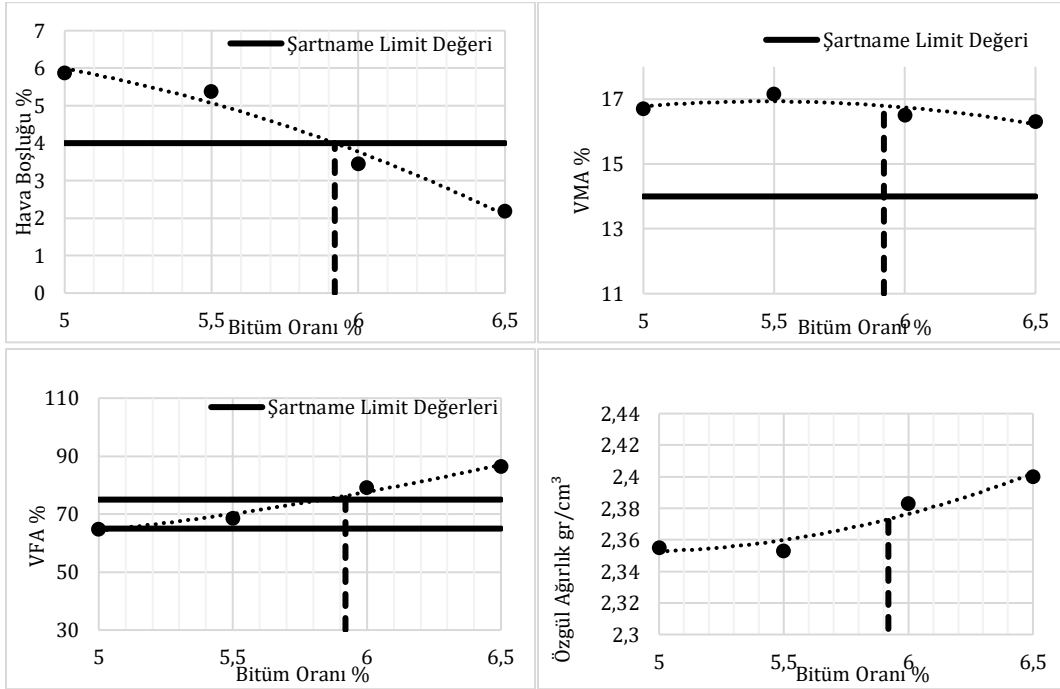 Şartname Limit Değeri
Hava Boşluğu %
7
6
5
4
3
2
1
0
5 5,5 6 6,5
Bitüm Oranı %
Şartname Limit Değeri
VMA %
17
15
13
11
5 5,5 6 6,5
Bitüm Oranı %
Şartname Limit Değerleri
VFA %
110
90
70
50
30
5 5,5 6 6,5
Bitüm Oranı %
Özgül Ağırlık gr/cm³
2,44
2,42
2,4
2,38
2,36
2,34
2,32
2,3
5 5,5 6 6,5
Bitüm Oranı %